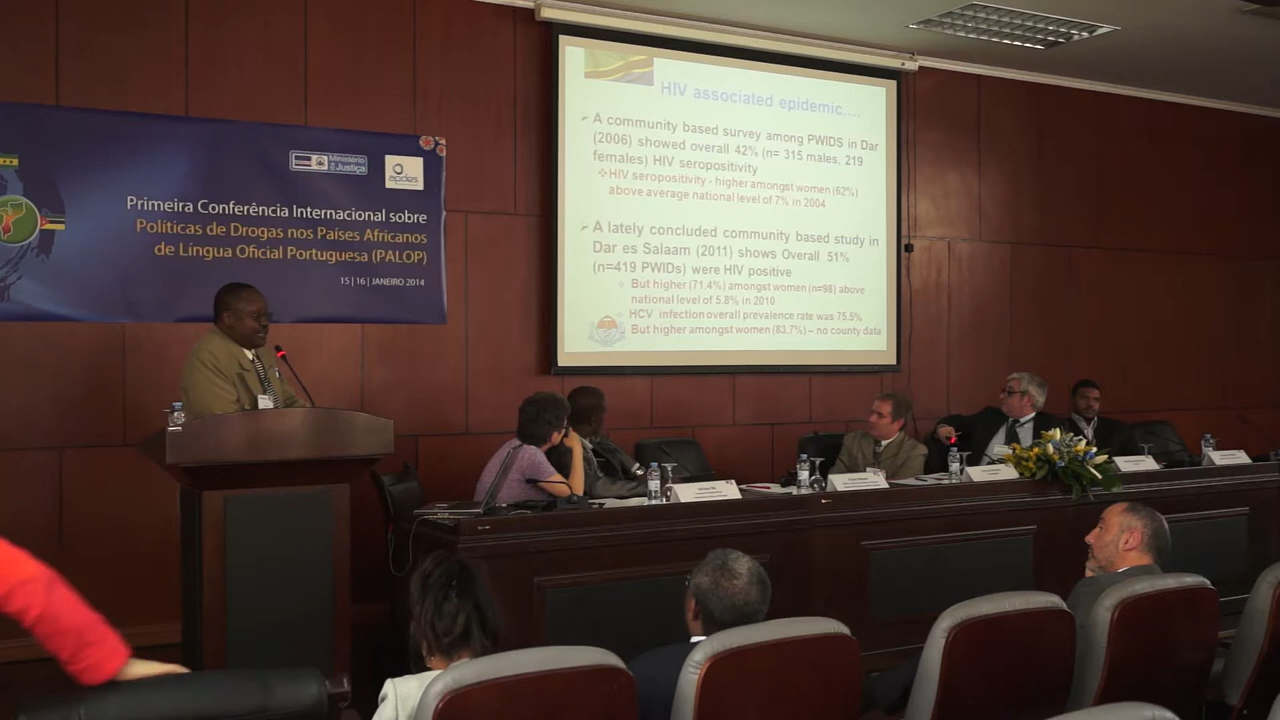 Ministério
da Justiça
apdes
Primeira Conferência Internacional sobre
Políticas de Drogas nos Países Africanos
de Língua Oficial Portuguesa (PALOP)
15 | 16 | JANEIRO 2014
HIV associated epidemic....
A community based survey among PWIDS in Dar
(2006) showed overall 42% (n= 315 males, 219
females) HIV seropositivity
HIV seropositivity - higher amongst women (62%)
above average national level of 7% in 2004
A lately concluded community based study in
Dar es Salaam (2011) shows Overall 51%
(n=419 PWIDs) were HIV positive
But higher (71.4%) amongst women (n=98) above
national level of 5.8% in 2010
HCV infection overall prevalence rate was 75.5%
But higher amongst women (83.7%) – no county data